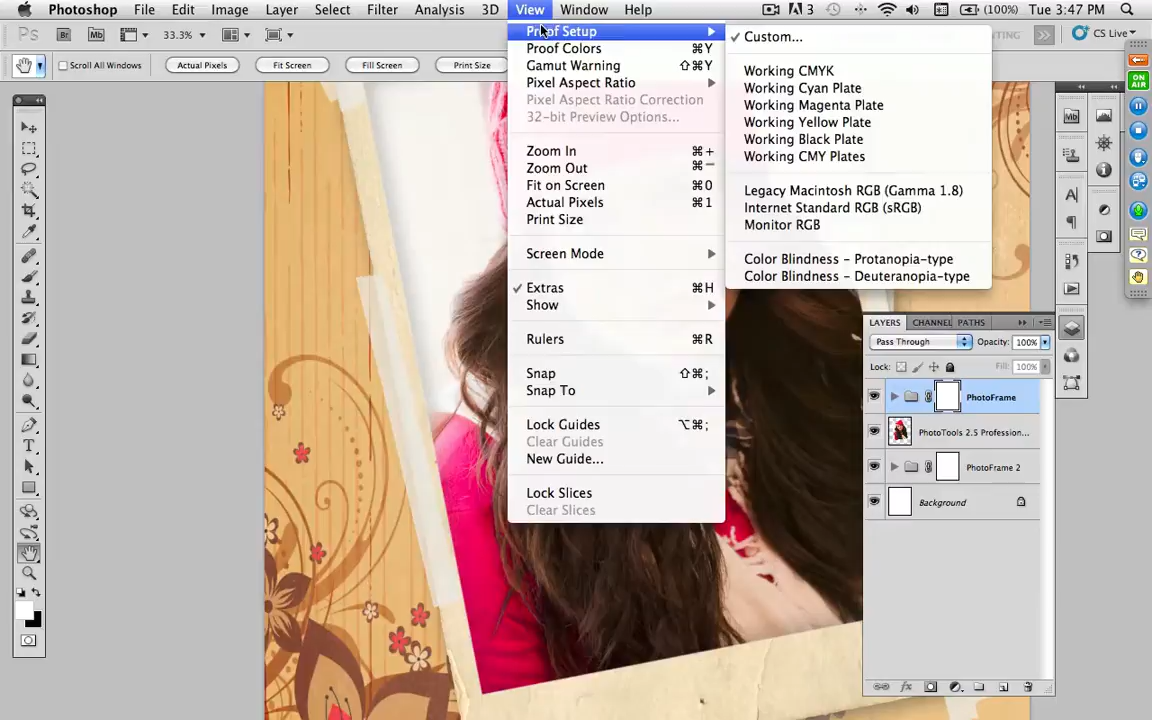 Photoshop File Edit Image Layer Select Filter Analysis 3D View Window Help 3 (100%) Tue 3:47 PM
Ps Br Mb 33.3% CS Live
Scroll All Windows Actual Pixels Fit Screen Fill Screen Print Size
Proof Setup
Proof Colors ⌘Y
Gamut Warning ⇧⌘Y
Pixel Aspect Ratio
Pixel Aspect Ratio Correction
32-bit Preview Options...
Zoom In ⌘+
Zoom Out ⌘−
Fit on Screen ⌘0
Actual Pixels ⌘1
Print Size
Screen Mode
✓ Extras ⌘H
Show
Rulers ⌘R
Snap ⇧⌘;
Snap To
Lock Guides ⌥⌘;
Clear Guides
New Guide...
Lock Slices
Clear Slices
✓ Custom...
Working CMYK
Working Cyan Plate
Working Magenta Plate
Working Yellow Plate
Working Black Plate
Working CMY Plates
Legacy Macintosh RGB (Gamma 1.8)
Internet Standard RGB (sRGB)
Monitor RGB
Color Blindness – Protanopia-type
Color Blindness – Deuteranopia-type
ON
AIR
Mb
LAYERS CHANNEL PATHS
Pass Through Opacity: 100%
Lock: Fill: 100%
PhotoFrame
PhotoTools 2.5 Profession...
PhotoFrame 2
Background